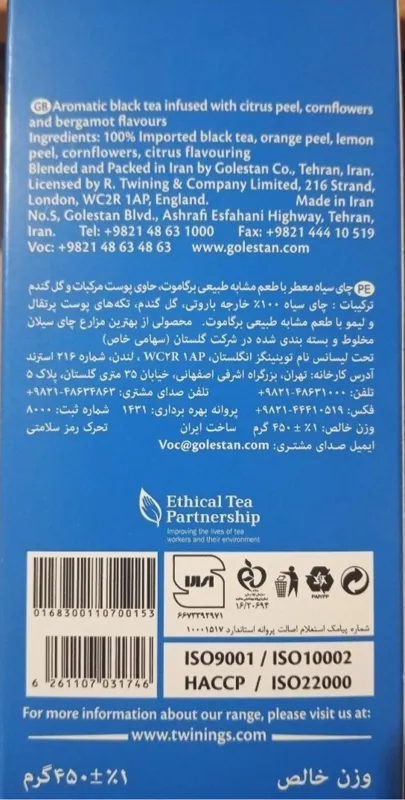 GB Aromatic black tea infused with citrus peel, cornflowers
and bergamot flavours
Ingredients: 100% Imported black tea, orange peel, lemon
peel, cornflowers, citrus flavouring
Blended and Packed in Iran by Golestan Co., Tehran, Iran.
Licensed by R. Twining & Company Limited, 216 Strand,
London, WC2R 1AP, England. Made in Iran
No.5, Golestan Blvd., Ashrafi Esfahani Highway, Tehran,
Iran. Tel: +9821 48 63 1000 Fax: +9821 444 10 519
Voc: +9821 48 63 48 63 www.golestan.com
PE چای سیاه معطر با طعم مشابه طبیعی برگاموت، حاوی پوست مرکبات و گل گندم
ترکیبات : چای سیاه ۱۰۰٪ خارجه باروتی، گل گندم، تکه‌های پوست پرتقال
و لیمو با طعم مشابه طبیعی برگاموت. محصولی از بهترین مزارع چای سیلان
مخلوط و بسته بندی شده در شرکت گلستان (سهامی خاص)
تحت لیسانس نام توینینگز انگلستان، WC2R 1AP ، لندن، شماره ۲۱۶ استرند
آدرس کارخانه: تهران، بزرگراه اشرفی اصفهانی، خیابان ۳۵ متری گلستان، پلاک ۵
تلفن: ۴۸۶۳۱۰۰۰-۹۸۲۱+ تلفن صدای مشتری: ۴۸۶۳۴۸۶۳-۹۸۲۱+
فکس: ۴۴۴۱۰۵۱۹-۹۸۲۱+ پروانه بهره برداری: ۱۴۳۱ شماره ثبت: ۸۰۰۰
وزن خالص: ۱٪ ± ۴۵۰ گرم ساخت ایران تحرک رمز سلامتی
ایمیل صدای مشتری: Voc@golestan.com
Ethical Tea
Partnership
Improving the lives of tea
workers and their environment
0168300110700153
۶۶۷۳۳۹۲۹۷۱
۱۶/۲۰۶۹۴
PAP/PP
شماره پیامک استعلام اصالت پروانه استاندارد ۱۰۰۰۱۵۱۷
6 261107 031746
ISO9001 / ISO10002
HACCP / ISO22000
For more information about our range, please visit us at:
www.twinings.com
وزن خالص ۱٪±۴۵۰گرم